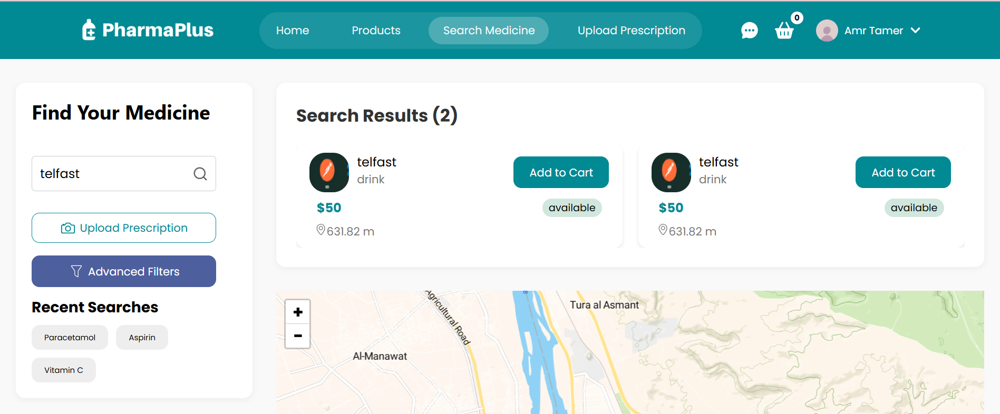 PharmaPlus
Home
Products
Search Medicine
Upload Prescription
0
Amr Tamer
Find Your Medicine
telfast
Upload Prescription
Advanced Filters
Recent Searches
Paracetamol
Aspirin
Vitamin C
Search Results (2)
telfast
drink
Add to Cart
$50
available
631.82 m
telfast
drink
Add to Cart
$50
available
631.82 m
+
−
Agricultural Road
Tura al Asmant
Al-Manawat